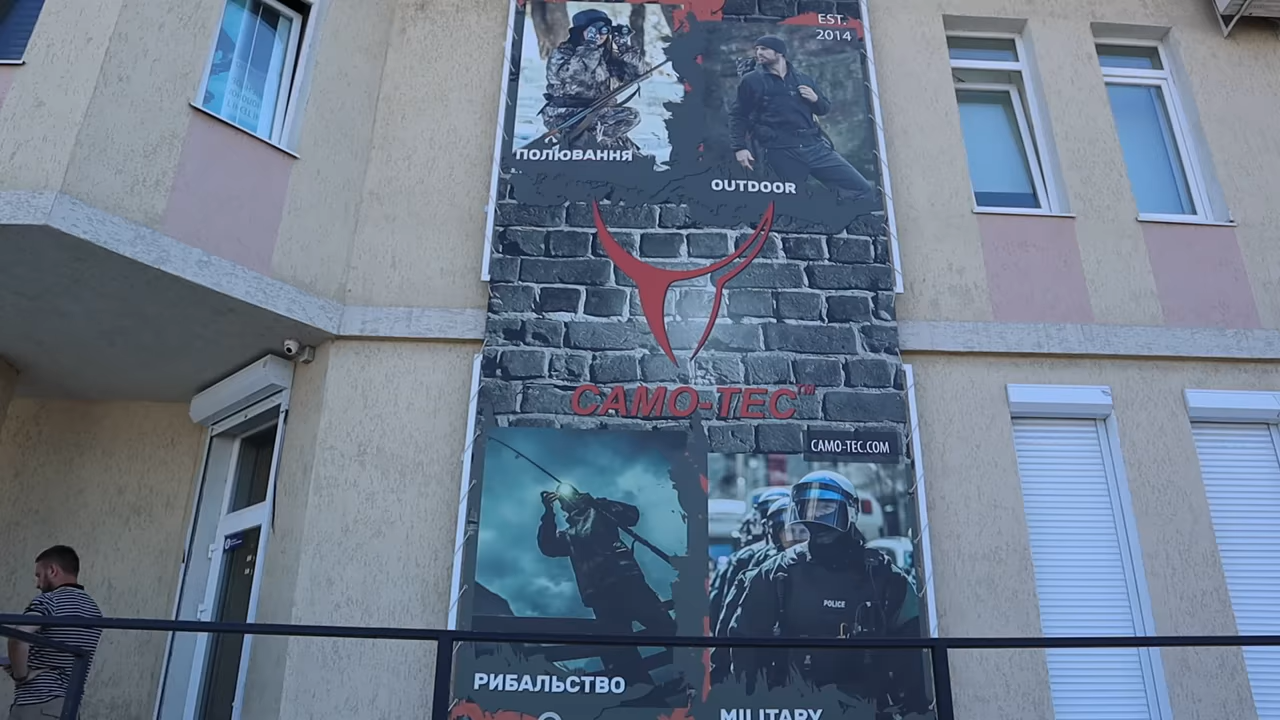 EST.
2014
ПОЛЮВАННЯ
OUTDOOR
CAMO-TEC™
CAMO-TEC.COM
POLICE
РИБАЛЬСТВО
MILITARY